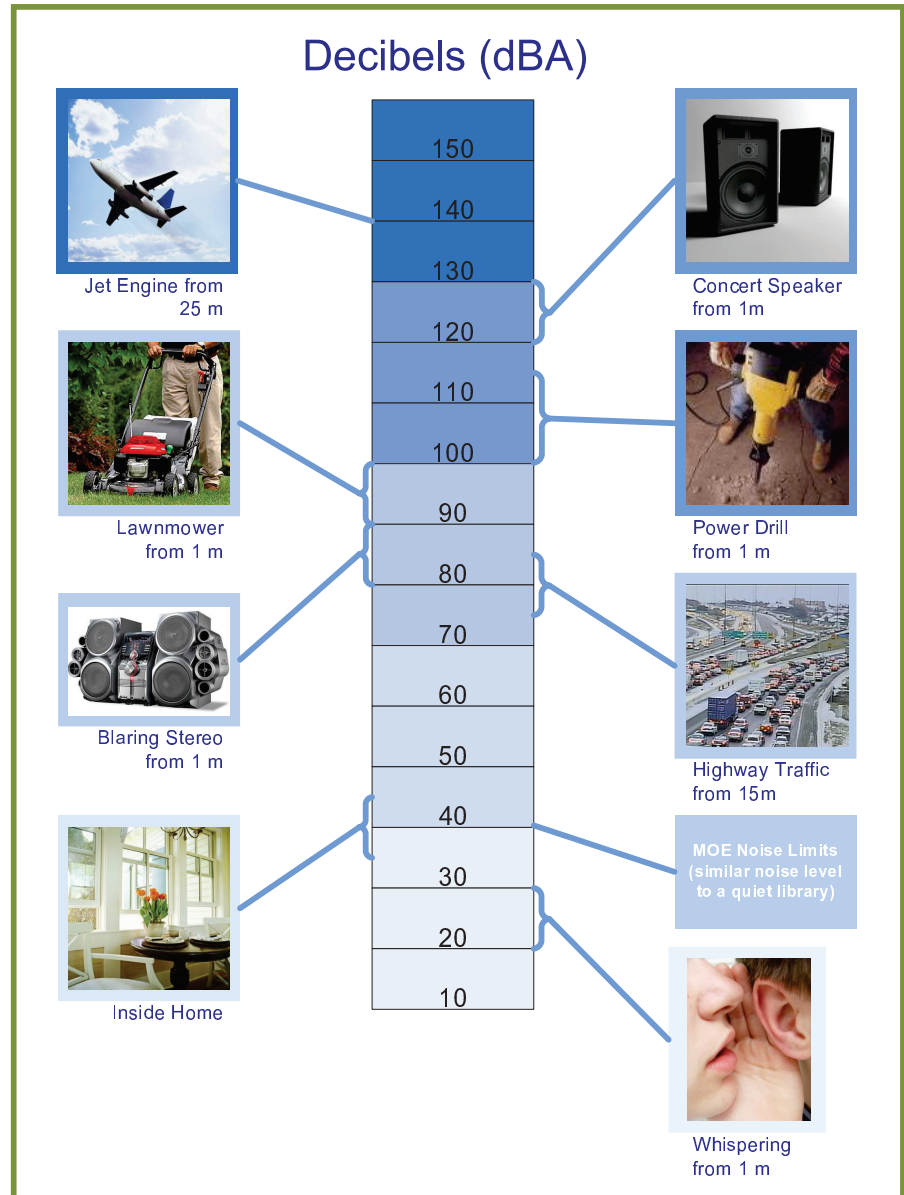 Decibels (dBA)
150
140
130
120
110
100
90
80
70
60
50
40
30
20
10
Jet Engine from
25 m
Lawnmower
from 1 m
Blaring Stereo
from 1 m
Inside Home
Concert Speaker
from 1m
Power Drill
from 1 m
Highway Traffic
from 15m
MOE Noise Limits
(similar noise level
to a quiet library)
Whispering
from 1 m